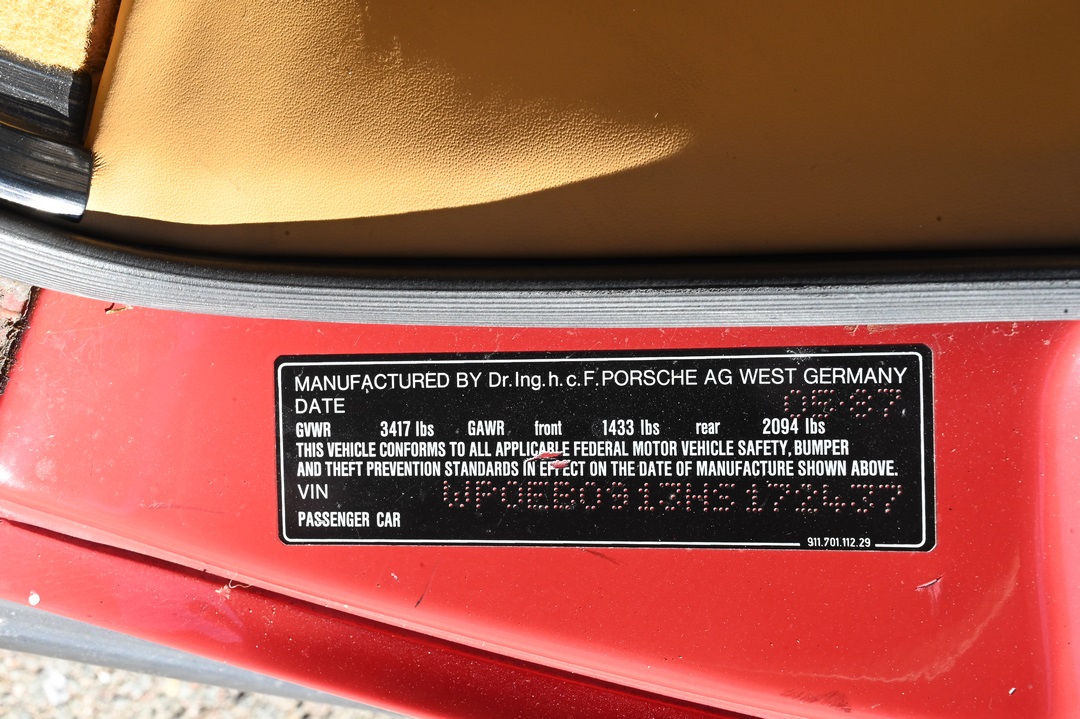 MANUFACTURED BY Dr.Ing.h.c.F.PORSCHE AG WEST GERMANY
DATE 05 87
GVWR 3417 lbs GAWR front 1433 lbs rear 2094 lbs
THIS VEHICLE CONFORMS TO ALL APPLICABLE FEDERAL MOTOR VEHICLE SAFETY, BUMPER
AND THEFT PREVENTION STANDARDS IN EFFECT ON THE DATE OF MANUFACTURE SHOWN ABOVE.
VIN WP0EB0913HS172437
PASSENGER CAR
911.701.112.29